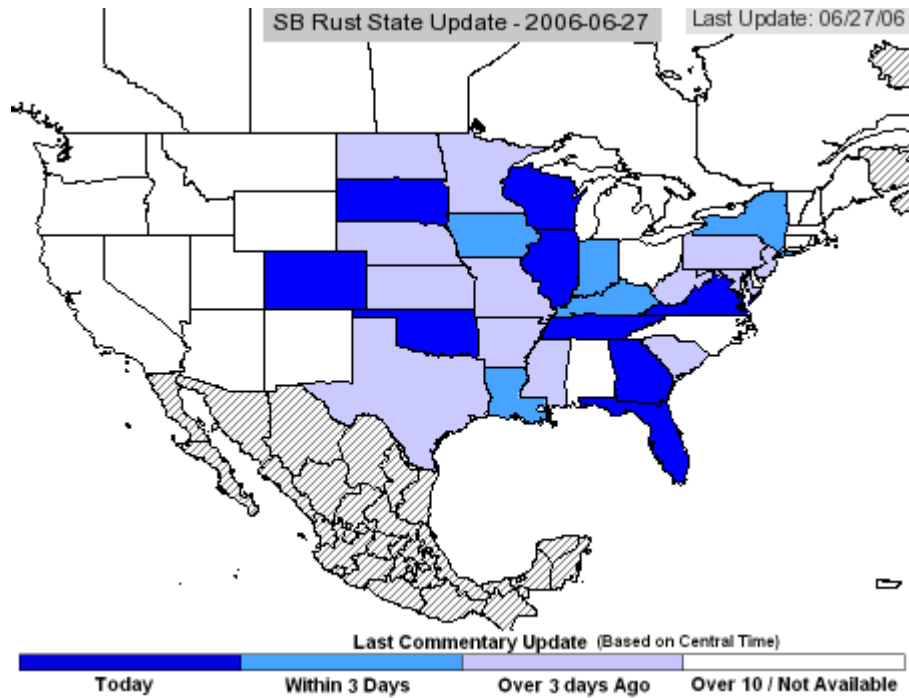 SB Rust State Update - 2006-06-27
Last Update: 06/27/06
Last Commentary Update (Based on Central Time)
Today Within 3 Days Over 3 days Ago Over 10 / Not Available